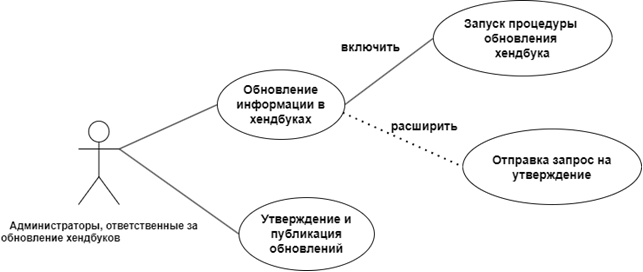 Запуск процедуры
обновления
хендбука
включить
Обновление
информации в
хендбуках
расширить
Отправка запрос на
утверждение
Администраторы, ответственные за
обновление хендбуков
Утверждение и
публикация
обновлений